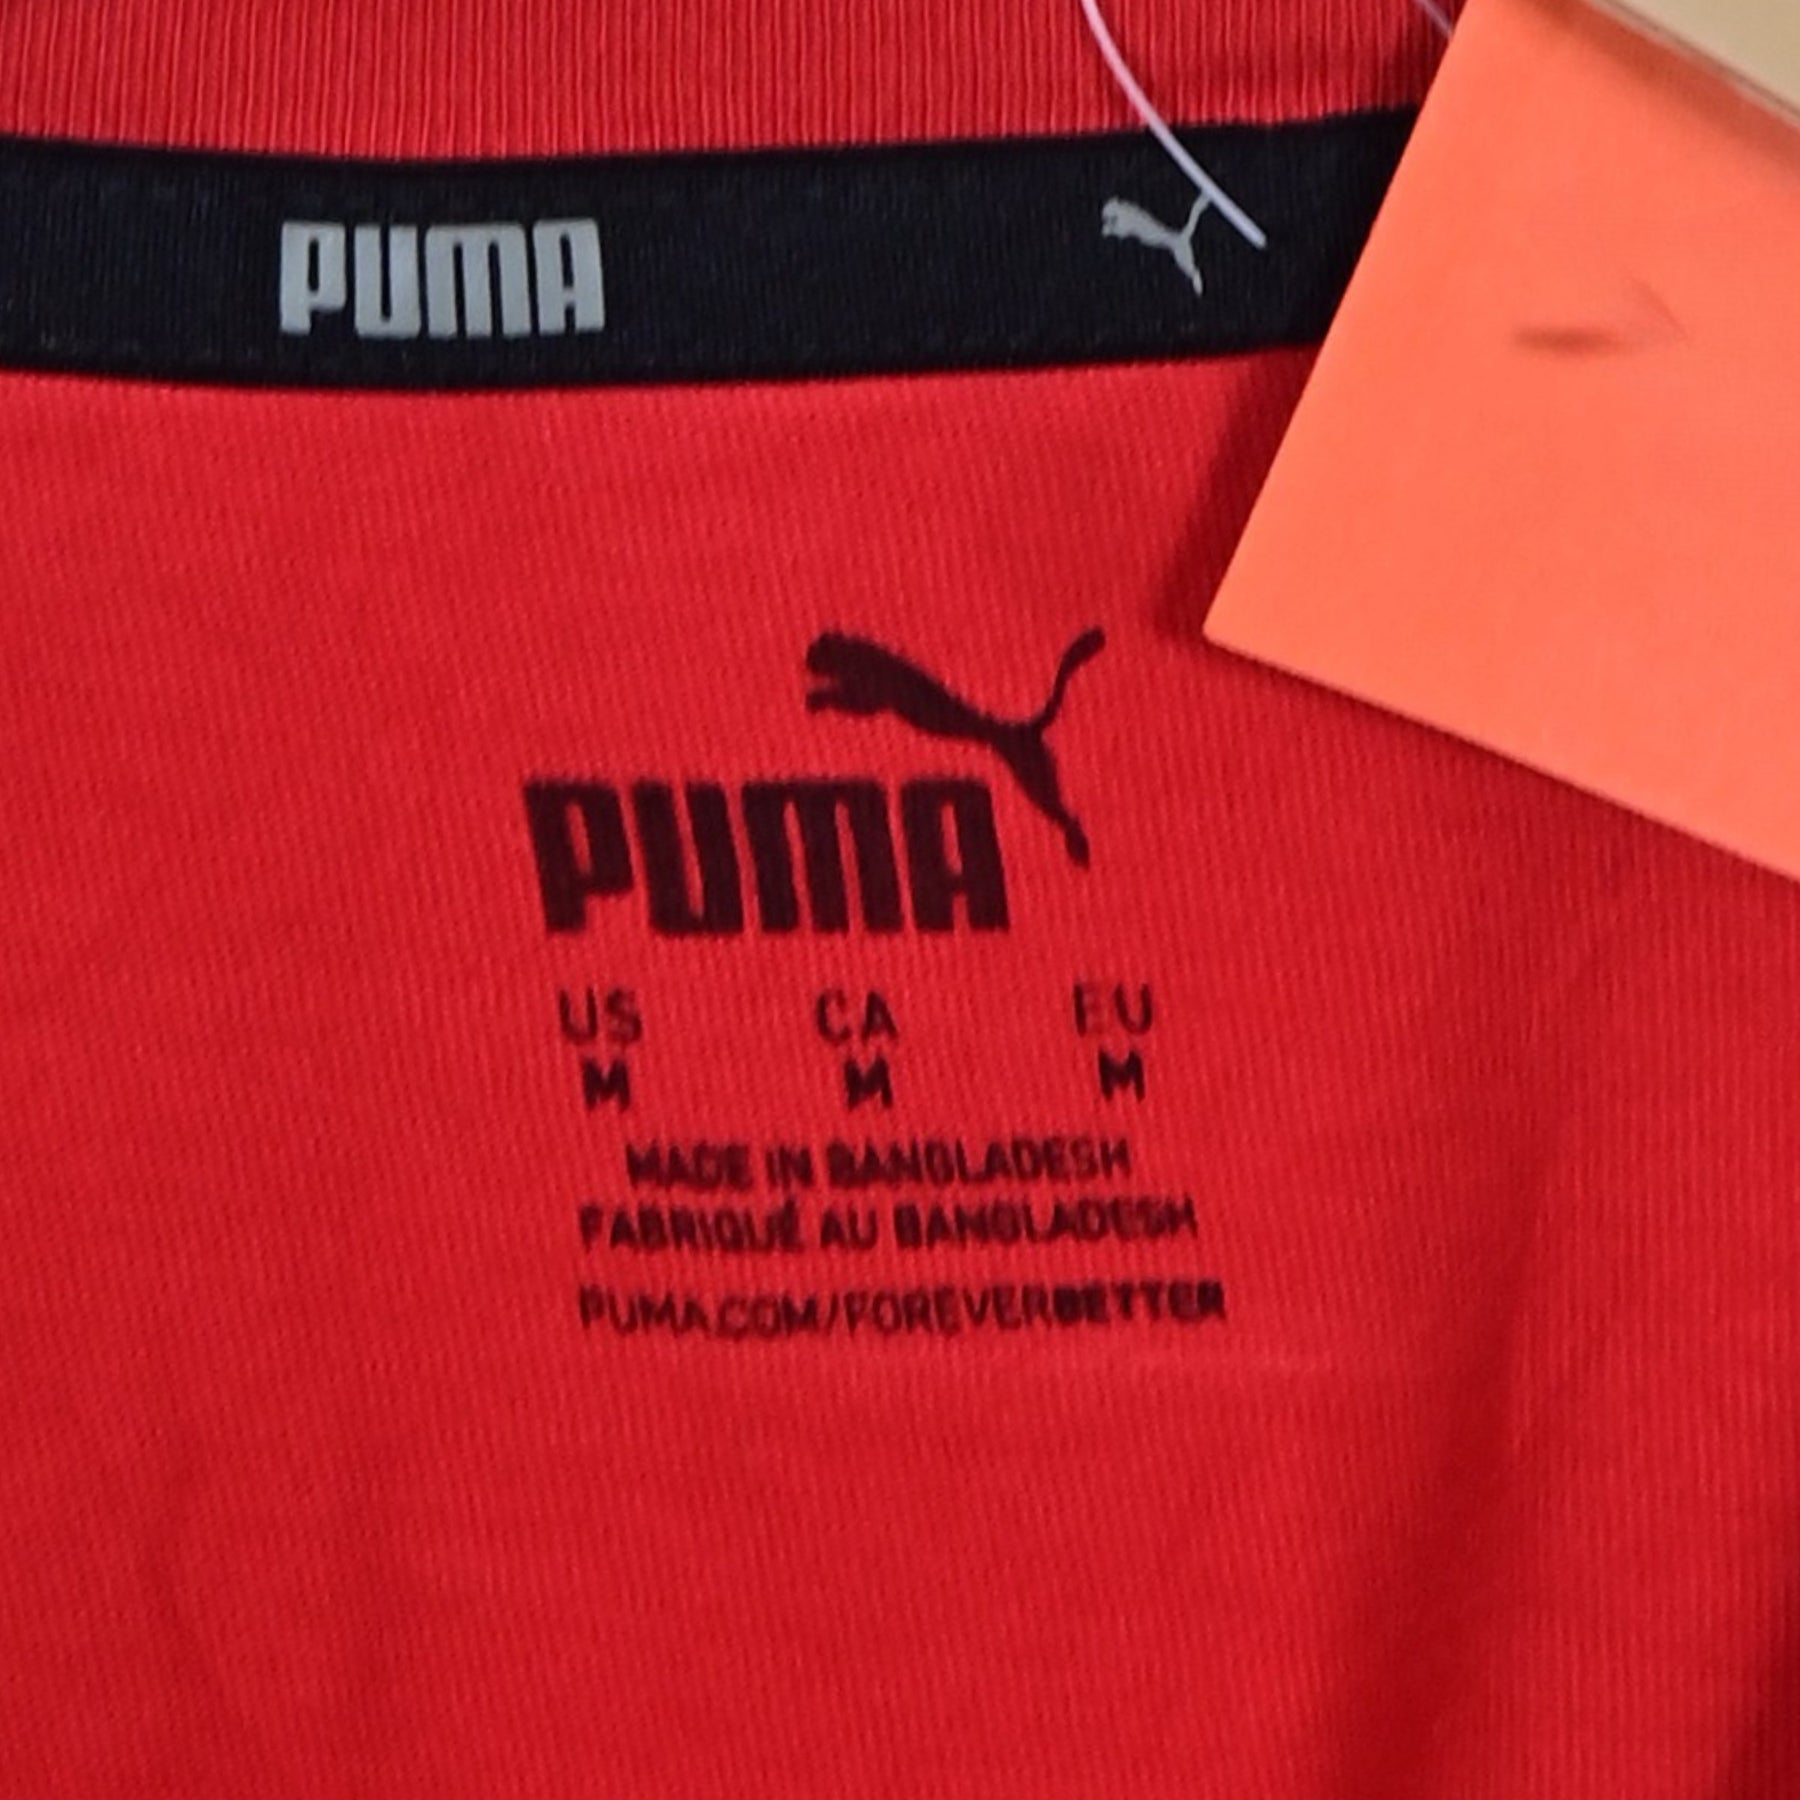 PUMA
PUMA
US CA EU
M M M
MADE IN BANGLADESH
FABRIQUÉ AU BANGLADESH
PUMA.COM/FOREVERBETTER